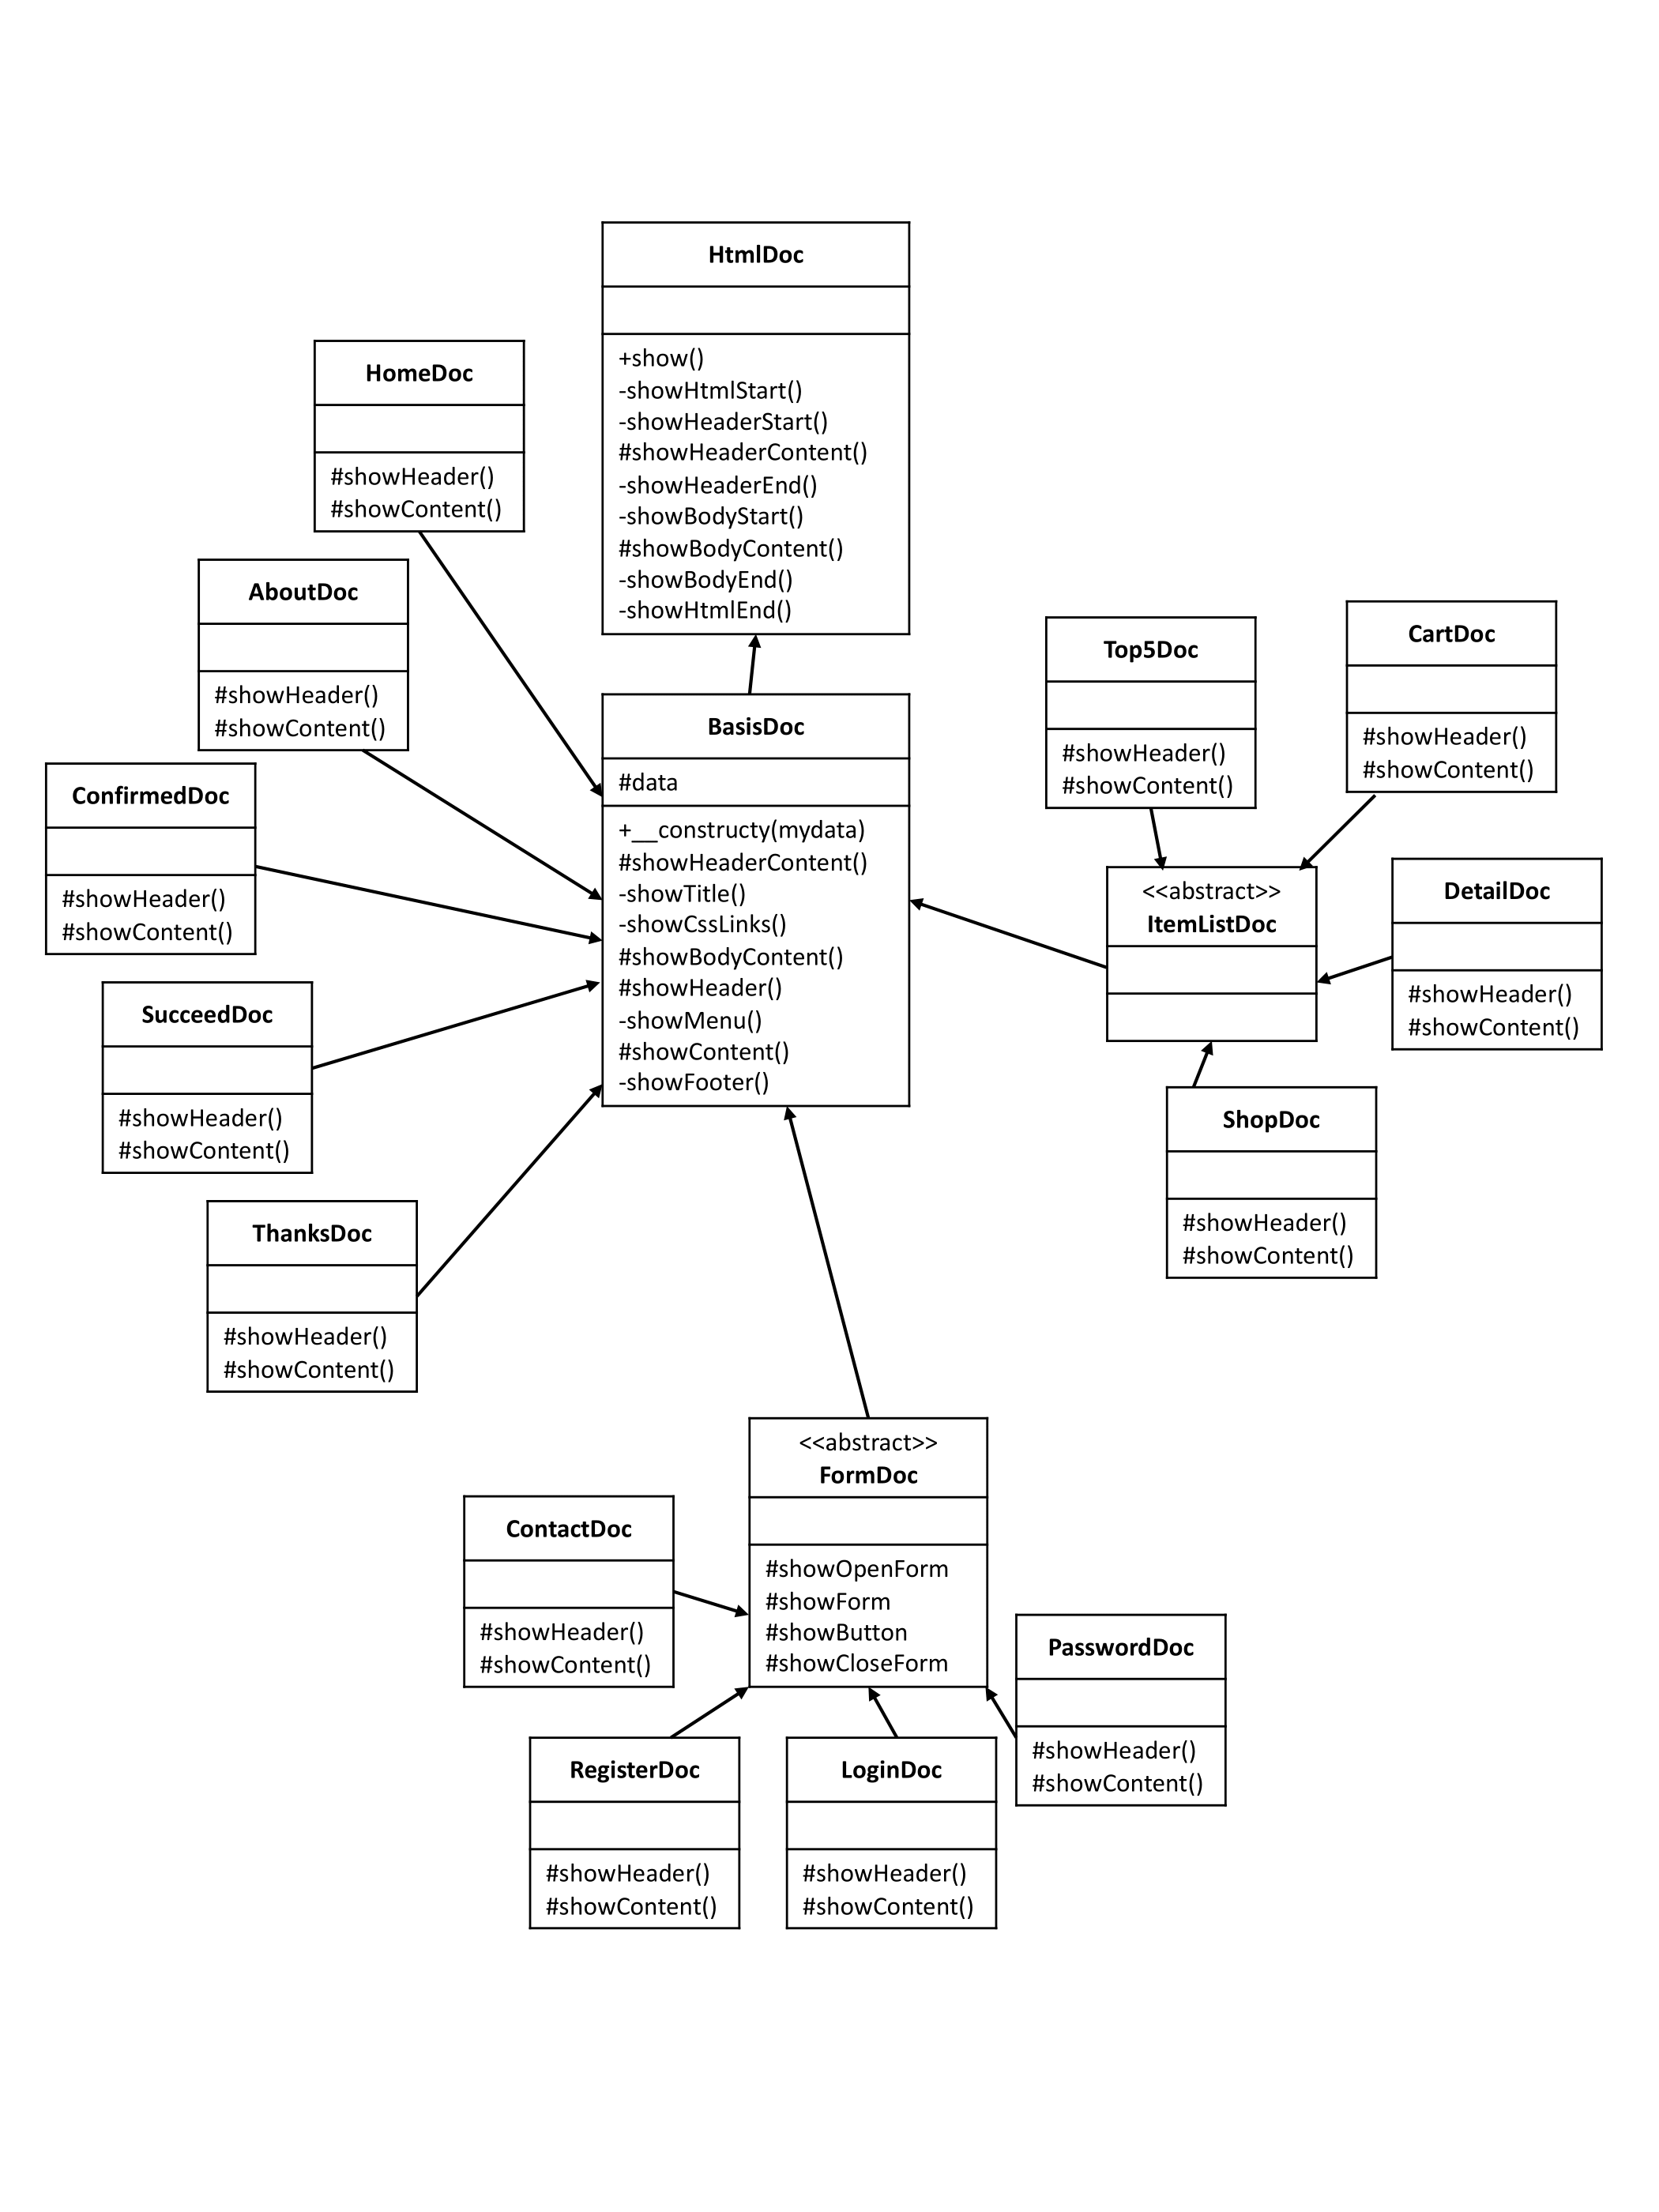 HtmlDoc
+show()
-showHtmlStart()
-showHeaderStart()
#showHeaderContent()
-showHeaderEnd()
-showBodyStart()
#showBodyContent()
-showBodyEnd()
-showHtmlEnd()
HomeDoc
#showHeader()
#showContent()
AboutDoc
#showHeader()
#showContent()
ConfirmedDoc
#showHeader()
#showContent()
SucceedDoc
#showHeader()
#showContent()
ThanksDoc
#showHeader()
#showContent()
BasisDoc
#data
+__constructy(mydata)
#showHeaderContent()
-showTitle()
-showCssLinks()
#showBodyContent()
#showHeader()
-showMenu()
#showContent()
-showFooter()
Top5Doc
#showHeader()
#showContent()
CartDoc
#showHeader()
#showContent()
<<abstract>>
ItemListDoc
DetailDoc
#showHeader()
#showContent()
ShopDoc
#showHeader()
#showContent()
<<abstract>>
FormDoc
#showOpenForm
#showForm
#showButton
#showCloseForm
ContactDoc
#showHeader()
#showContent()
PasswordDoc
#showHeader()
#showContent()
RegisterDoc
#showHeader()
#showContent()
LoginDoc
#showHeader()
#showContent()